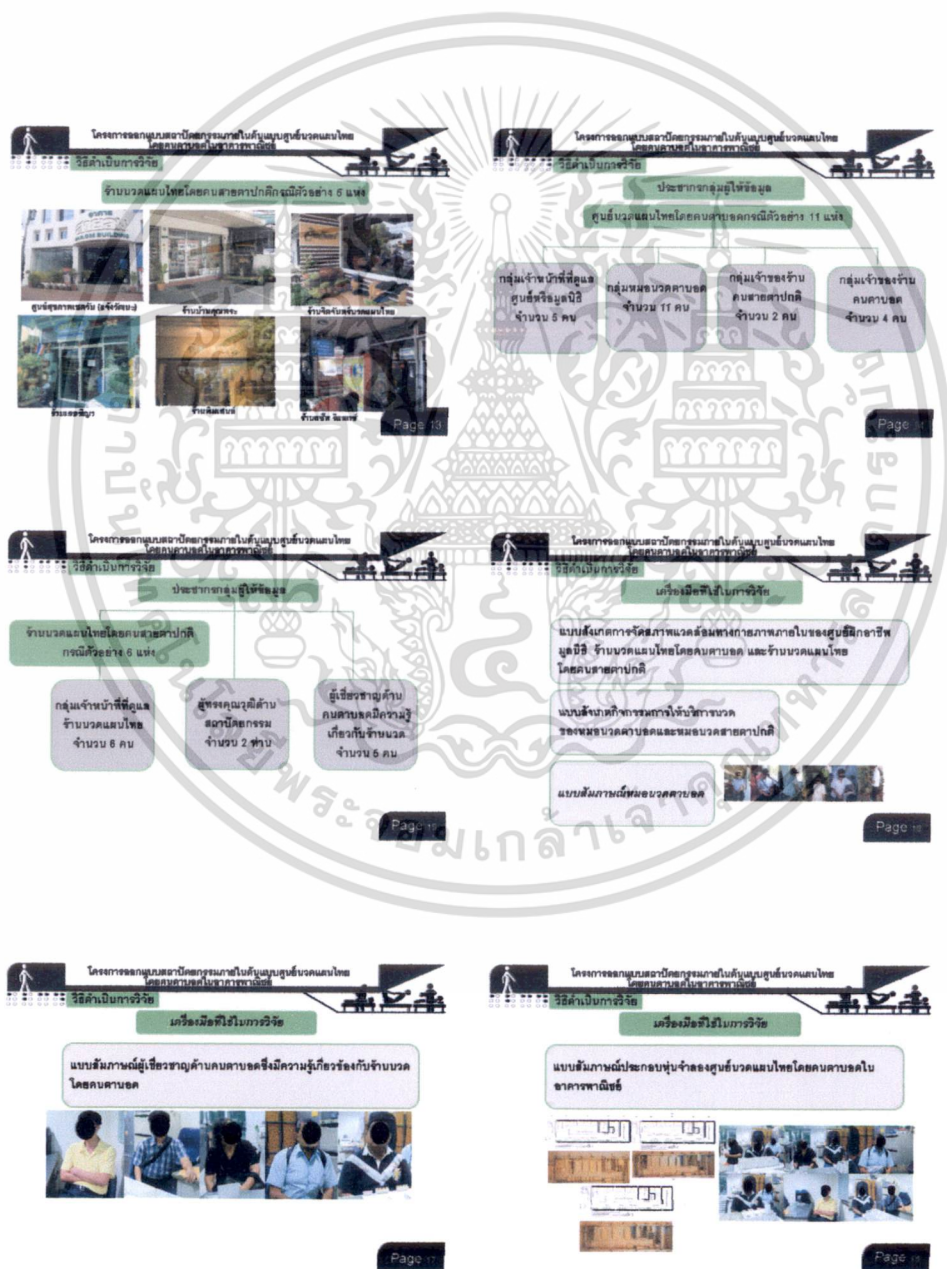 โครงการออกแบบสถาปัตยกรรมภายในต้นแบบศูนย์นวดแผนไทย
โดยคนตาบอดในอาคารพาณิชย์
วิธีดำเนินการวิจัย
ร้านนวดแผนไทยโดยคนสายตาปกติกรณีตัวอย่าง 5 แห่ง
ร้านบ้านคุณพระ
ร้านพิมเสนส์
Page 13
โครงการออกแบบสถาปัตยกรรมภายในต้นแบบศูนย์นวดแผนไทย
โดยคนตาบอดในอาคารพาณิชย์
วิธีดำเนินการวิจัย
ประชากรกลุ่มผู้ให้ข้อมูล
ศูนย์นวดแผนไทยโดยคนตาบอดกรณีตัวอย่าง 11 แห่ง
กลุ่มเจ้าหน้าที่ที่ดูแล
ศูนย์หรือมูลนิธิ
จำนวน 5 คน
กลุ่มหมอนวดตาบอด
จำนวน 11 คน
กลุ่มเจ้าของร้าน
คนสายตาปกติ
จำนวน 2 คน
กลุ่มเจ้าของร้าน
คนตาบอด
จำนวน 4 คน
Page
โครงการออกแบบสถาปัตยกรรมภายในต้นแบบศูนย์นวดแผนไทย
โดยคนตาบอดในอาคารพาณิชย์
วิธีดำเนินการวิจัย
ประชากรกลุ่มผู้ให้ข้อมูล
ร้านนวดแผนไทยโดยคนสายตาปกติ
กรณีตัวอย่าง 6 แห่ง
กลุ่มเจ้าหน้าที่ที่ดูแล
ร้านนวดแผนไทย
จำนวน 6 คน
ผู้ทรงคุณวุฒิด้าน
สถาปัตยกรรม
จำนวน 2 ท่าน
ผู้เชี่ยวชาญด้าน
คนตาบอดมีความรู้
เกี่ยวกับร้านนวด
จำนวน 5 คน
Page
โครงการออกแบบสถาปัตยกรรมภายในต้นแบบศูนย์นวดแผนไทย
โดยคนตาบอดในอาคารพาณิชย์
วิธีดำเนินการวิจัย
เครื่องมือที่ใช้ในการวิจัย
แบบสังเกตการจัดสภาพแวดล้อมทางกายภาพภายในของศูนย์ฝึกอาชีพ
มูลนิธิ ร้านนวดแผนไทยโดยคนตาบอด และร้านนวดแผนไทย
โดยคนสายตาปกติ
แบบสังเกตกิจกรรมการให้บริการนวด
ของหมอนวดตาบอดและหมอนวดสายตาปกติ
แบบสัมภาษณ์หมอนวดตาบอด
Page
โครงการออกแบบสถาปัตยกรรมภายในต้นแบบศูนย์นวดแผนไทย
โดยคนตาบอดในอาคารพาณิชย์
วิธีดำเนินการวิจัย
เครื่องมือที่ใช้ในการวิจัย
แบบสัมภาษณ์ผู้เชี่ยวชาญด้านคนตาบอดซึ่งมีความรู้เกี่ยวข้องกับร้านนวด
โดยคนตาบอด
Page 17
โครงการออกแบบสถาปัตยกรรมภายในต้นแบบศูนย์นวดแผนไทย
โดยคนตาบอดในอาคารพาณิชย์
วิธีดำเนินการวิจัย
เครื่องมือที่ใช้ในการวิจัย
แบบสัมภาษณ์ประกอบหุ่นจำลองศูนย์นวดแผนไทยโดยคนตาบอดใน
อาคารพาณิชย์
Page